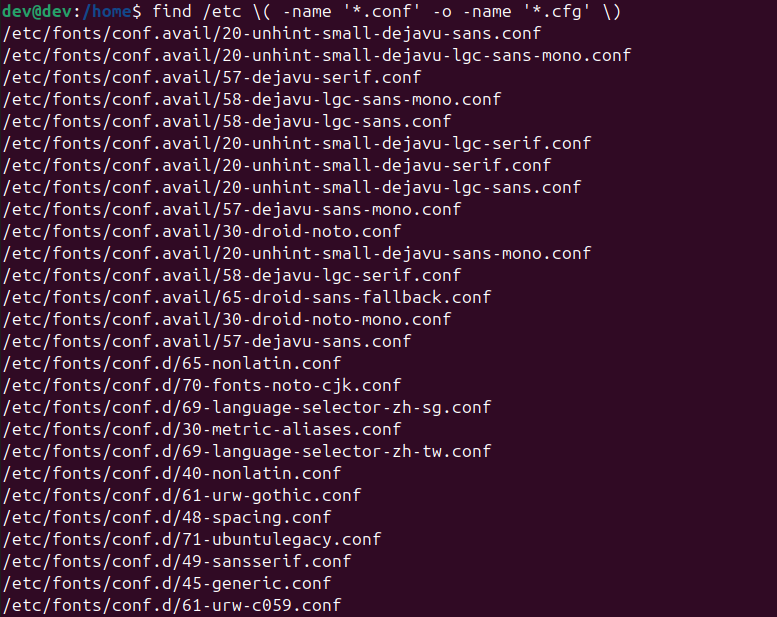 dev@dev:/home$ find /etc \( -name '*.conf' -o -name '*.cfg' \)
/etc/fonts/conf.avail/20-unhint-small-dejavu-sans.conf
/etc/fonts/conf.avail/20-unhint-small-dejavu-lgc-sans-mono.conf
/etc/fonts/conf.avail/57-dejavu-serif.conf
/etc/fonts/conf.avail/58-dejavu-lgc-sans-mono.conf
/etc/fonts/conf.avail/58-dejavu-lgc-sans.conf
/etc/fonts/conf.avail/20-unhint-small-dejavu-lgc-serif.conf
/etc/fonts/conf.avail/20-unhint-small-dejavu-serif.conf
/etc/fonts/conf.avail/20-unhint-small-dejavu-lgc-sans.conf
/etc/fonts/conf.avail/57-dejavu-sans-mono.conf
/etc/fonts/conf.avail/30-droid-noto.conf
/etc/fonts/conf.avail/20-unhint-small-dejavu-sans-mono.conf
/etc/fonts/conf.avail/58-dejavu-lgc-serif.conf
/etc/fonts/conf.avail/65-droid-sans-fallback.conf
/etc/fonts/conf.avail/30-droid-noto-mono.conf
/etc/fonts/conf.avail/57-dejavu-sans.conf
/etc/fonts/conf.d/65-nonlatin.conf
/etc/fonts/conf.d/70-fonts-noto-cjk.conf
/etc/fonts/conf.d/69-language-selector-zh-sg.conf
/etc/fonts/conf.d/30-metric-aliases.conf
/etc/fonts/conf.d/69-language-selector-zh-tw.conf
/etc/fonts/conf.d/40-nonlatin.conf
/etc/fonts/conf.d/61-urw-gothic.conf
/etc/fonts/conf.d/48-spacing.conf
/etc/fonts/conf.d/71-ubuntulegacy.conf
/etc/fonts/conf.d/49-sansserif.conf
/etc/fonts/conf.d/45-generic.conf
/etc/fonts/conf.d/61-urw-c059.conf